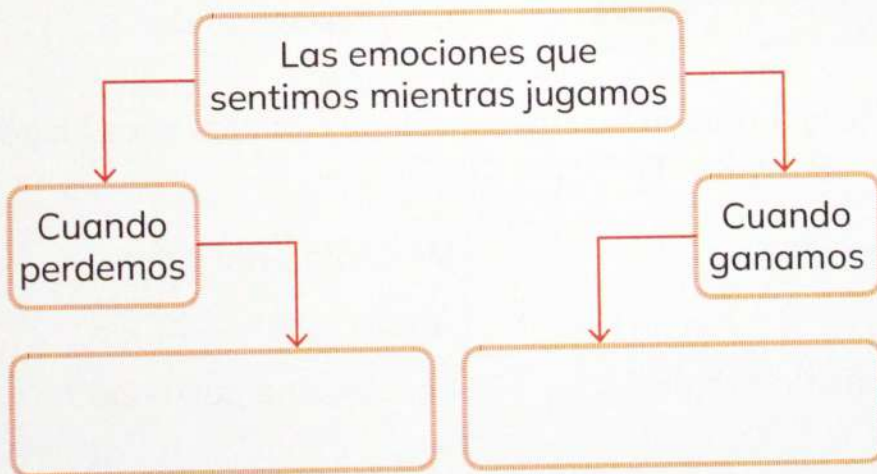 Las emociones que
sentimos mientras jugamos
Cuando
perdemos
Cuando
ganamos